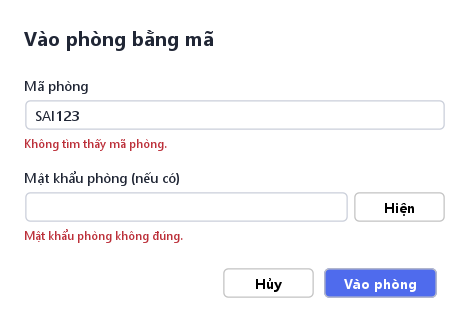 Vào phòng bằng mã
Mã phòng
SAI123
Không tìm thấy mã phòng.
Mật khẩu phòng (nếu có)
Hiện
Mật khẩu phòng không đúng.
Hủy
Vào phòng